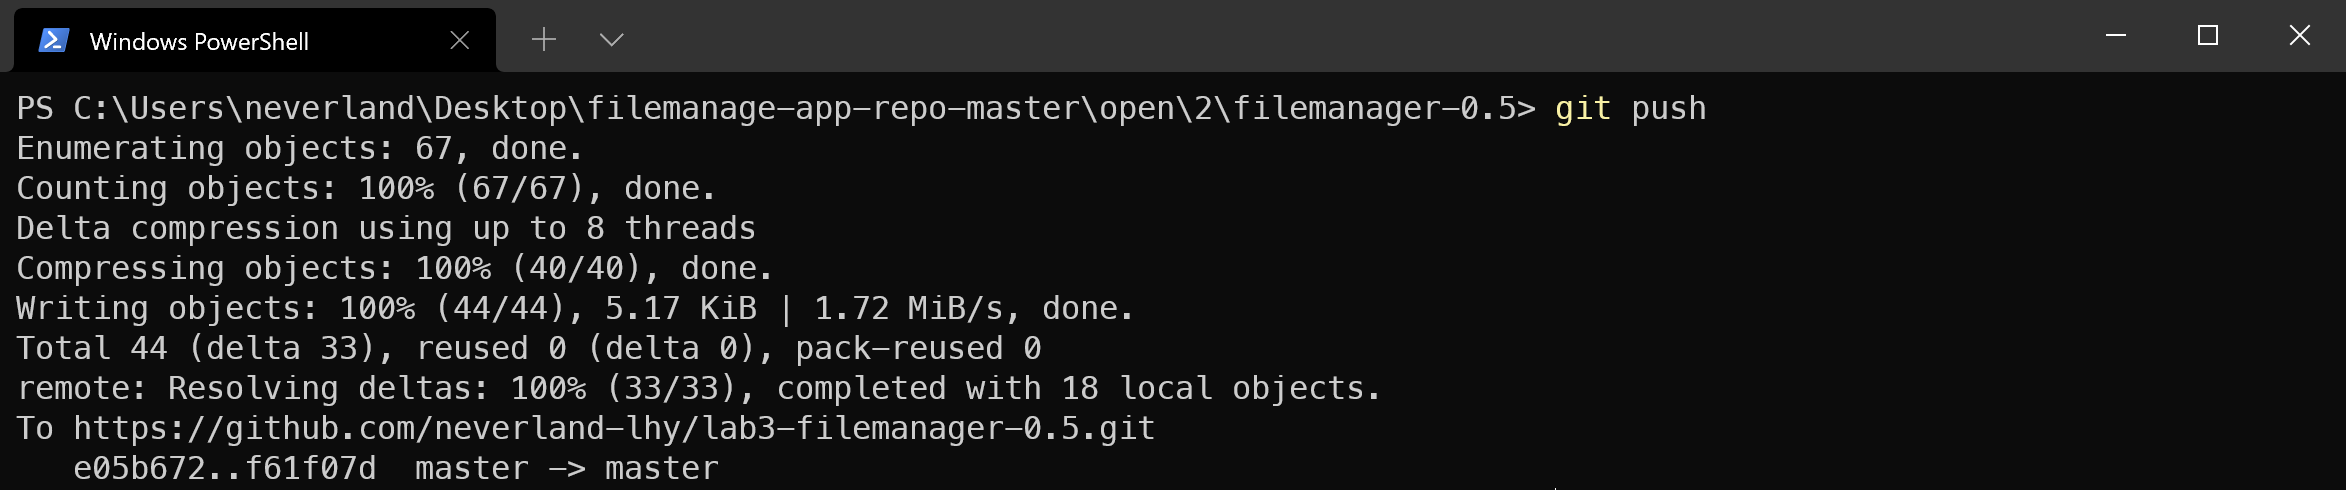 Windows PowerShell
PS C:\Users\neverland\Desktop\filemanage-app-repo-master\open\2\filemanager-0.5> git push
Enumerating objects: 67, done.
Counting objects: 100% (67/67), done.
Delta compression using up to 8 threads
Compressing objects: 100% (40/40), done.
Writing objects: 100% (44/44), 5.17 KiB | 1.72 MiB/s, done.
Total 44 (delta 33), reused 0 (delta 0), pack-reused 0
remote: Resolving deltas: 100% (33/33), completed with 18 local objects.
To https://github.com/neverland-lhy/lab3-filemanager-0.5.git
   e05b672..f61f07d  master -> master